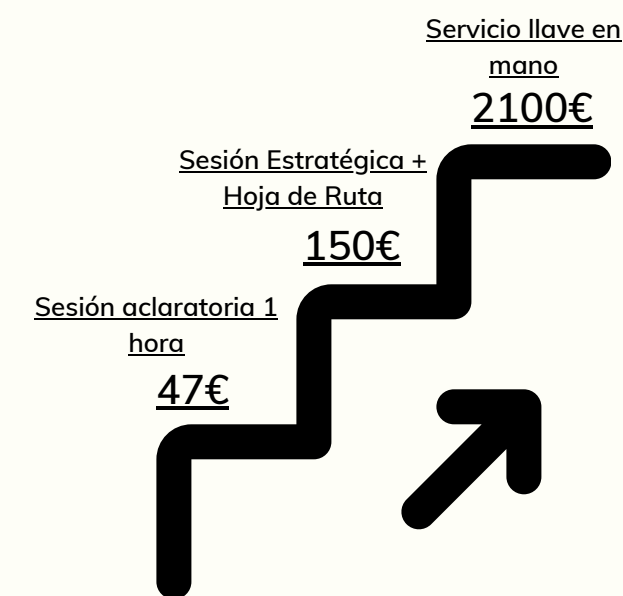 Servicio llave en
mano
2100€
Sesión Estratégica +
Hoja de Ruta
150€
Sesión aclaratoria 1
hora
47€